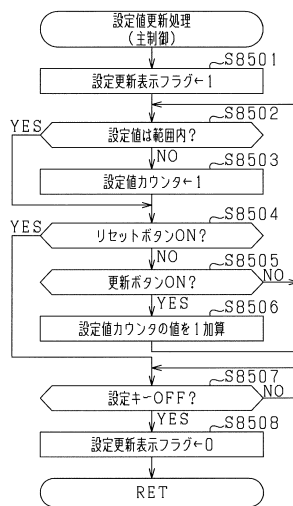 設定値更新処理
(主制御)
S8501
設定更新表示フラグ←1
S8502
YES
設定値は範囲内?
NO
S8503
設定値カウンタ←1
S8504
YES
リセットボタンON?
NO
S8505
更新ボタンON?
NO
YES
S8506
設定値カウンタの値を1加算
S8507
設定キーOFF?
NO
YES
S8508
設定更新表示フラグ←0
RET